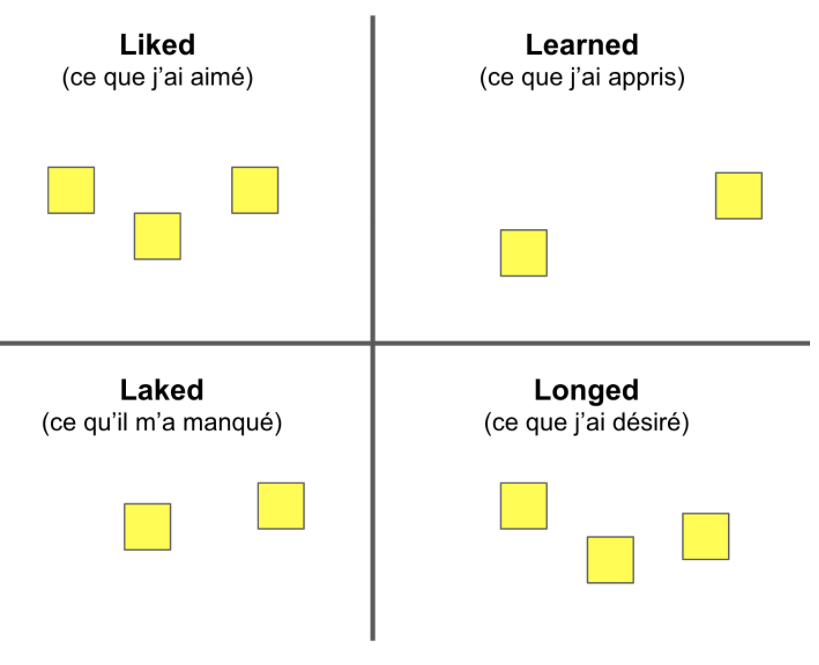 Liked
(ce que j’ai aimé)
Learned
(ce que j’ai appris)
Laked
(ce qu’il m’a manqué)
Longed
(ce que j’ai désiré)